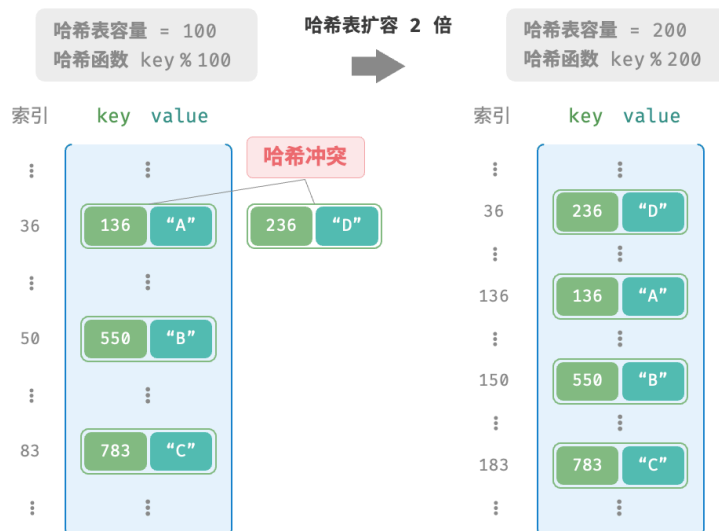 哈希表容量 = 100
哈希函数 key % 100
哈希表扩容 2 倍
哈希表容量 = 200
哈希函数 key % 200
索引 key value
哈希冲突
36 136 “A” 236 “D”
50 550 “B”
83 783 “C”
索引 key value
36 236 “D”
136 136 “A”
150 550 “B”
183 783 “C”